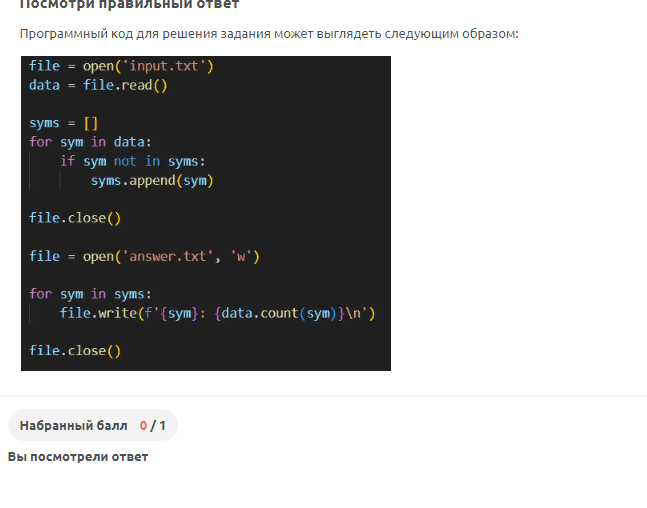 Посмотри правильный ответ
Программный код для решения задания может выглядеть следующим образом:
file = open('input.txt')
data = file.read()
syms = []
for sym in data:
if sym not in syms:
syms.append(sym)
file.close()
file = open('answer.txt', 'w')
for sym in syms:
file.write(f'{sym}: {data.count(sym)}\n')
file.close()
Набранный балл 0 / 1
Вы посмотрели ответ